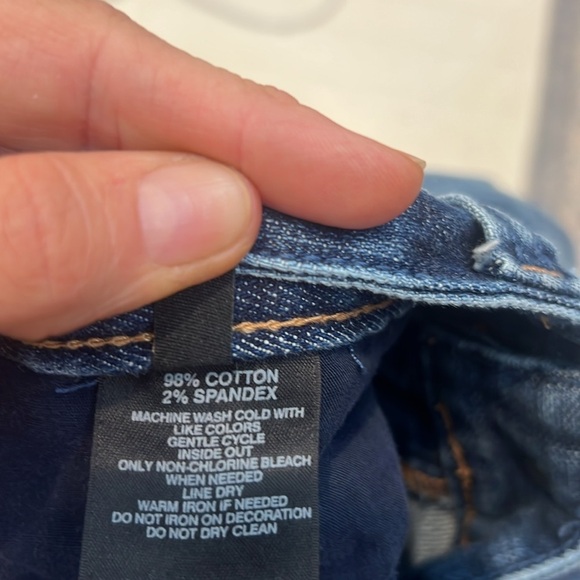 98% COTTON
2% SPANDEX
MACHINE WASH COLD WITH
LIKE COLORS
GENTLE CYCLE
INSIDE OUT
ONLY NON-CHLORINE BLEACH
WHEN NEEDED
LINE DRY
WARM IRON IF NEEDED
DO NOT IRON ON DECORATION
DO NOT DRY CLEAN